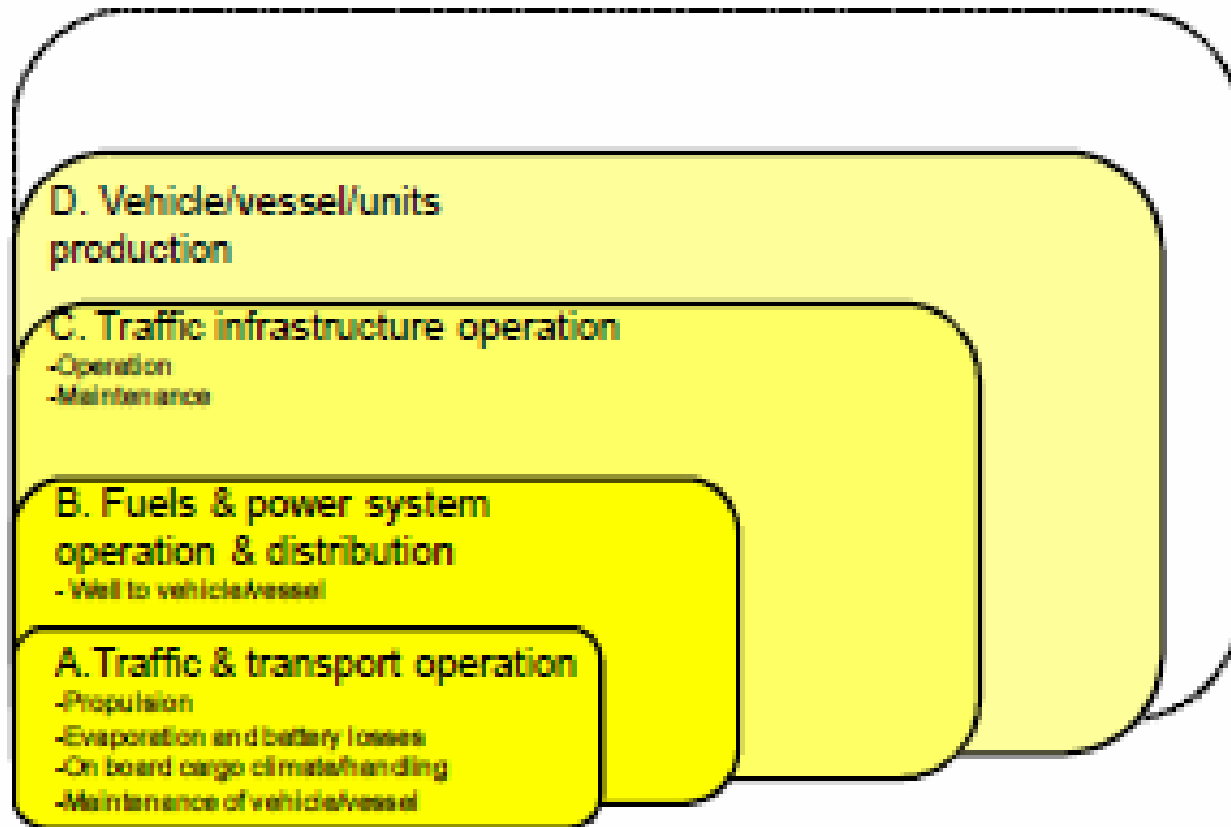 D. Vehicle/vessel/units
production
C. Traffic infrastructure operation
-Operation
-Maintenance
B. Fuels & power system
operation & distribution
- Well to vehicle/vessel
A.Traffic & transport operation
-Propulsion
-Evaporation and battery losses
-On board cargo climate/handling
-Maintenance of vehicle/vessel